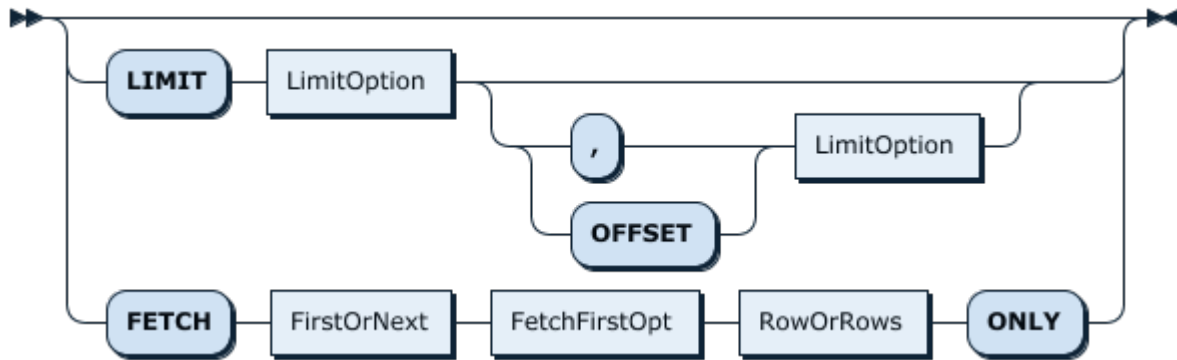 LIMIT LimitOption
, LimitOption
OFFSET
FETCH FirstOrNext FetchFirstOpt RowOrRows ONLY